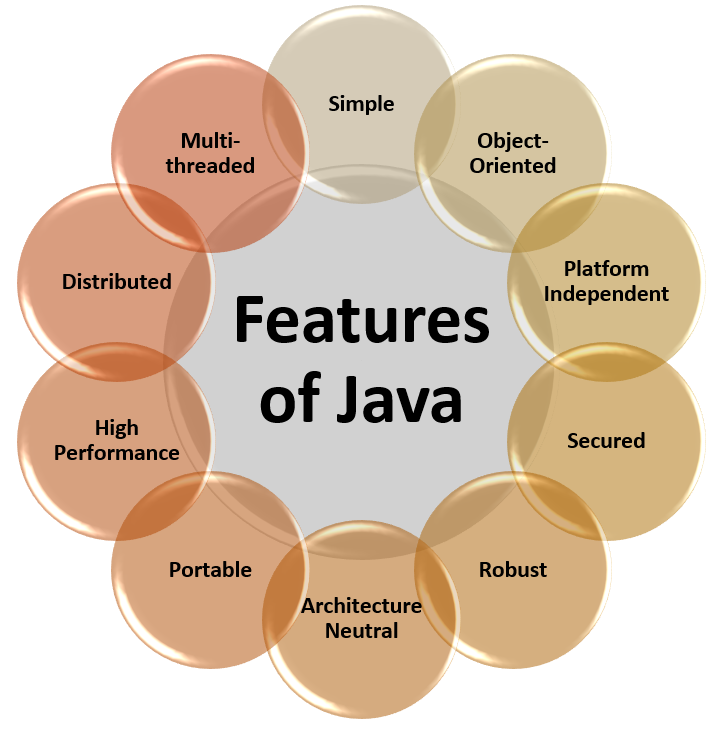 Features
of Java
Simple
Object-
Oriented
Platform
Independent
Secured
Robust
Architecture
Neutral
Portable
High
Performance
Distributed
Multi-
threaded